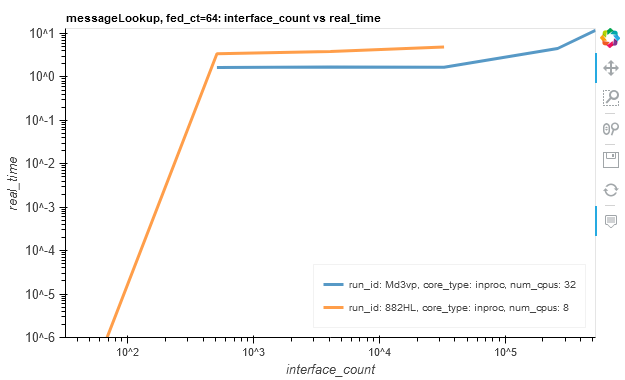 messageLookup, fed_ct=64: interface_count vs real_time
10^1
10^0
10^-1
10^-2
10^-3
10^-4
10^-5
10^-6
real_time
run_id: Md3vp, core_type: inproc, num_cpus: 32
run_id: 882HL, core_type: inproc, num_cpus: 8
10^2 10^3 10^4 10^5
interface_count